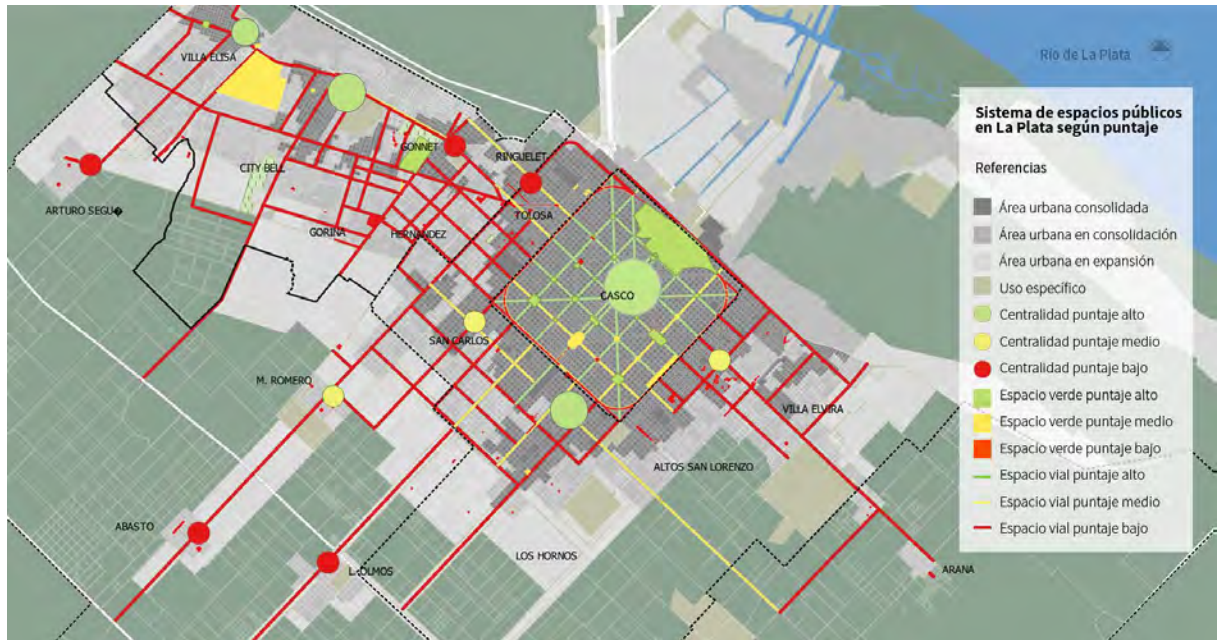 VILLA ELISA
Río de La Plata
Sistema de espacios públicos
en La Plata según puntaje
Referencias
Área urbana consolidada
Área urbana en consolidación
Área urbana en expansión
Uso específico
Centralidad puntaje alto
Centralidad puntaje medio
Centralidad puntaje bajo
Espacio verde puntaje alto
Espacio verde puntaje medio
Espacio verde puntaje bajo
Espacio vial puntaje alto
Espacio vial puntaje medio
Espacio vial puntaje bajo
GONNET
RINGUELET
CITY BELL
ARTURO SEGU�
TOLOSA
GORINA
HERNANDEZ
CASCO
SAN CARLOS
M. ROMERO
VILLA ELVIRA
ALTOS SAN LORENZO
ABASTO
LOS HORNOS
L. OLMOS
ARANA